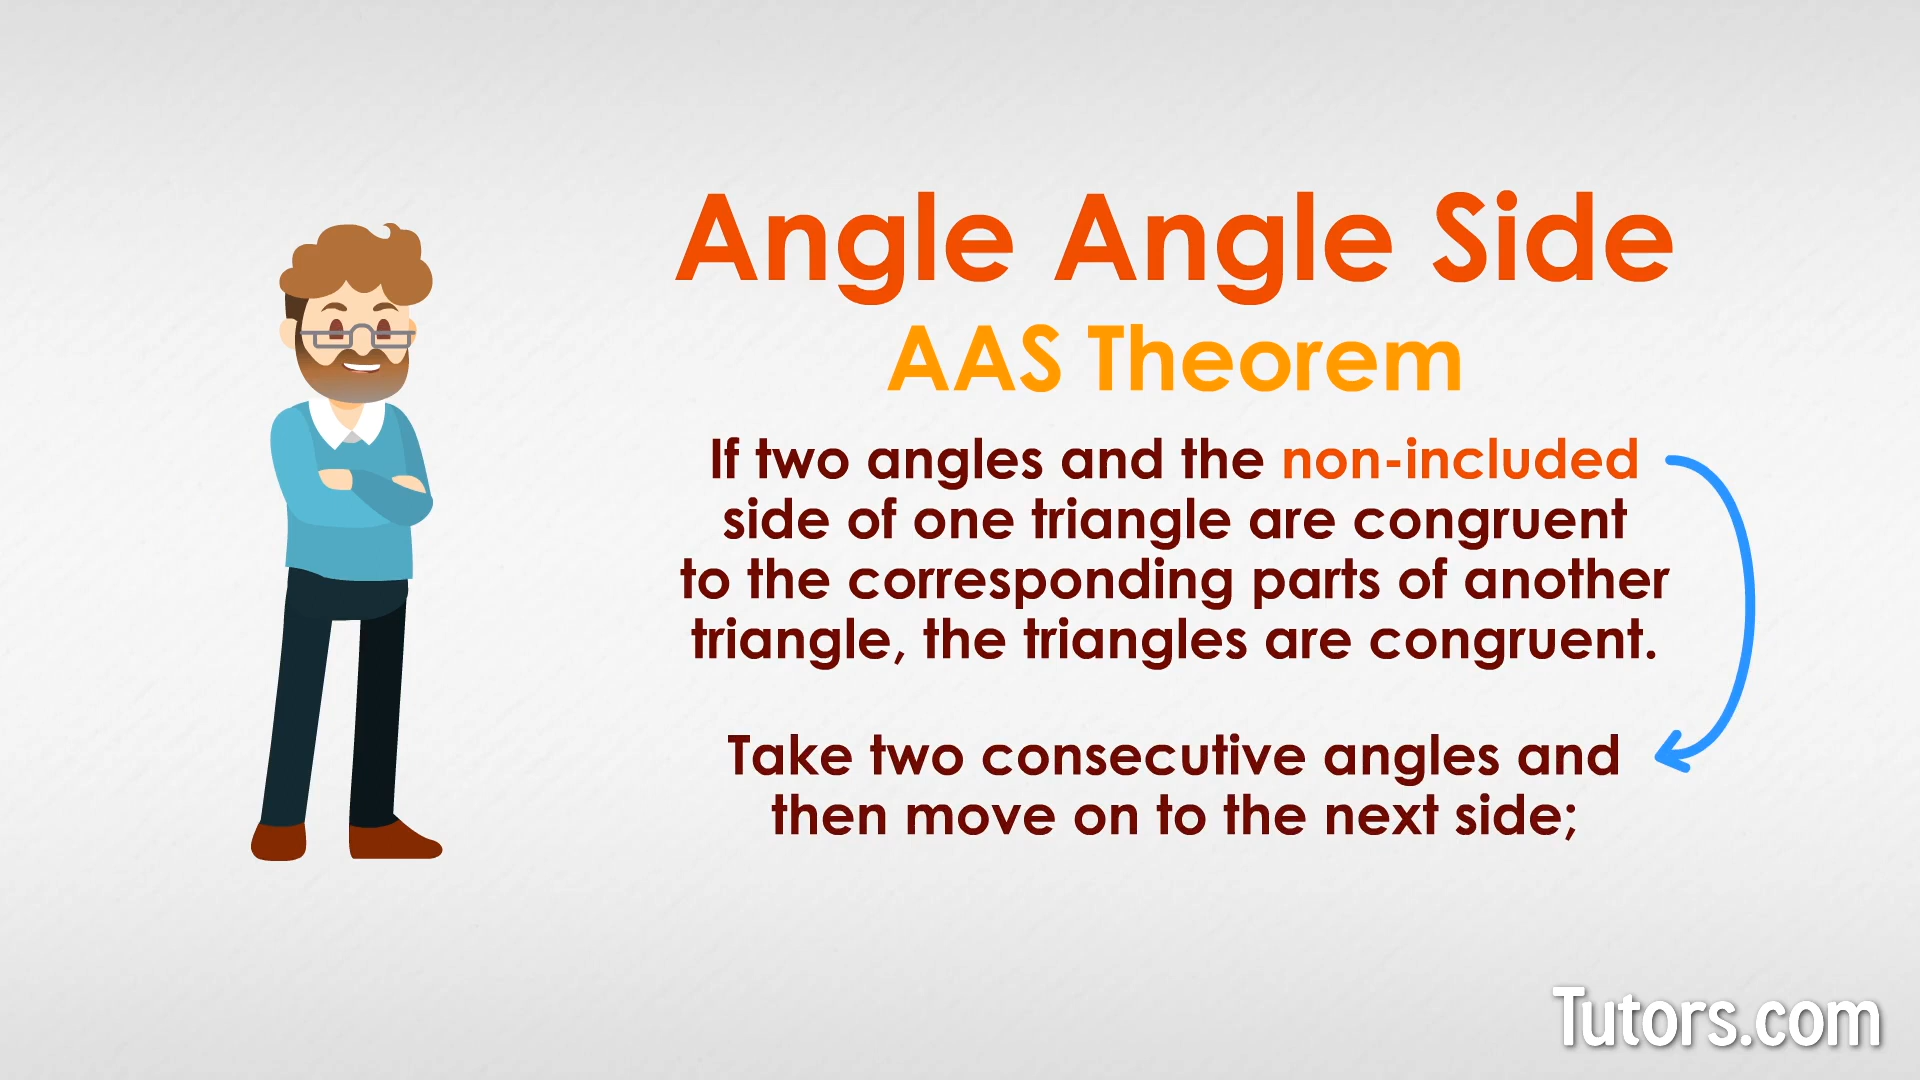 Angle Angle Side
AAS Theorem
If two angles and the non-included
side of one triangle are congruent
to the corresponding parts of another
triangle, the triangles are congruent.
Take two consecutive angles and
then move on to the next side;
Tutors.com